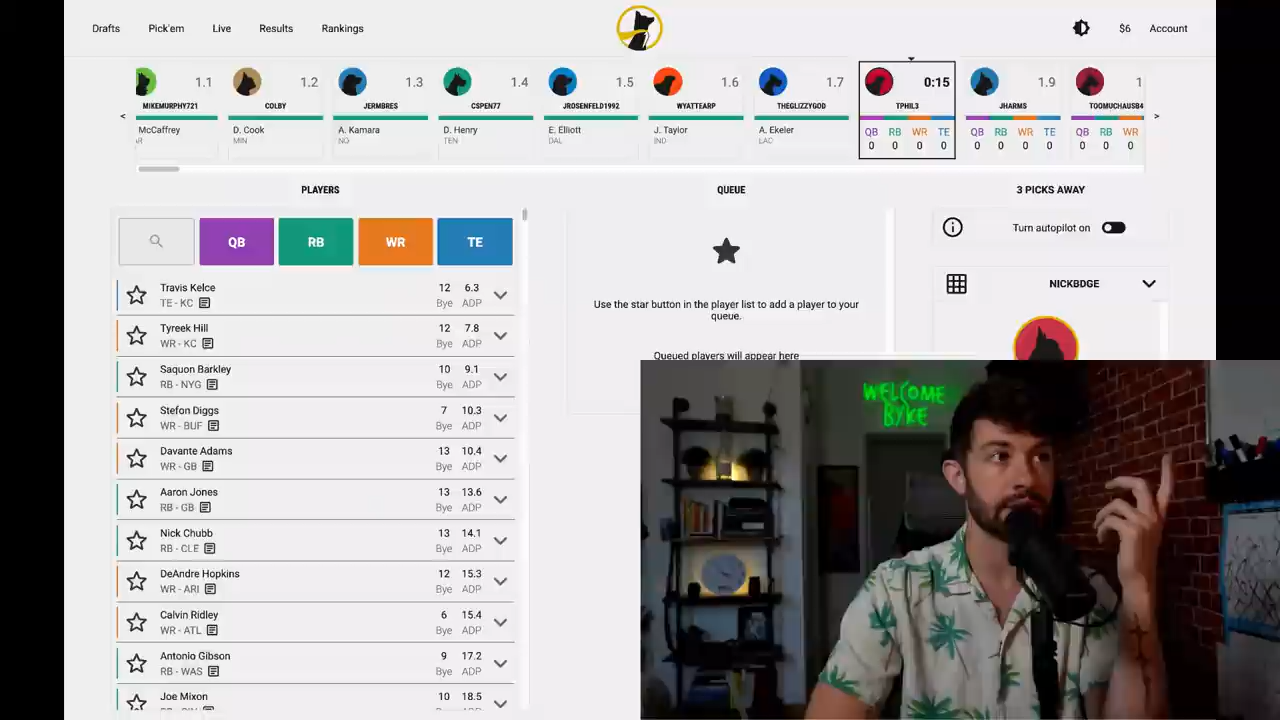 Drafts Pick'em Live Results Rankings $6 Account
1.1 1.2 1.3 1.4 1.5 1.6 1.7 0:15 1.9 1
MIKEMURPHY721 COLBY JERMBRES CSPEN77 JROSENFELD1992 WYATTEARP THEGLIZZYGOD TPHIL3 JHARMS TOOMUCHAUS84
< McCaffrey D. Cook A. Kamara D. Henry E. Elliott J. Taylor A. Ekeler QB RB WR TE QB RB WR TE QB RB WR >
MIN NO TEN DAL IND LAC 0 0 0 0 0 0 0 0 0 0 0
PLAYERS QUEUE 3 PICKS AWAY
QB RB WR TE
Turn autopilot on
NICKBDGE
Use the star button in the player list to add a player to your
queue.
Queued players will appear here
Travis Kelce 12 6.3
TE - KC Bye ADP
Tyreek Hill 12 7.8
WR - KC Bye ADP
Saquon Barkley 10 9.1
RB - NYG Bye ADP
Stefon Diggs 7 10.3
WR - BUF Bye ADP
Davante Adams 13 10.4
WR - GB Bye ADP
Aaron Jones 13 13.6
RB - GB Bye ADP
Nick Chubb 13 14.1
RB - CLE Bye ADP
DeAndre Hopkins 12 15.3
WR - ARI Bye ADP
Calvin Ridley 6 15.4
WR - ATL Bye ADP
Antonio Gibson 9 17.2
RB - WAS Bye ADP
Joe Mixon 10 18.5
WELCOME
BYKE